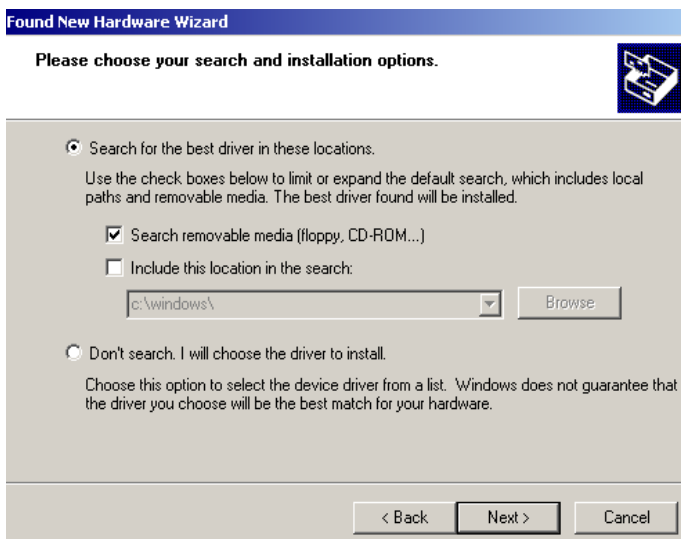 Found New Hardware Wizard
Please choose your search and installation options.
Search for the best driver in these locations.
Use the check boxes below to limit or expand the default search, which includes local
paths and removable media. The best driver found will be installed.
Search removable media (floppy, CD-ROM...)
Include this location in the search:
c:\windows\
Browse
Don't search. I will choose the driver to install.
Choose this option to select the device driver from a list. Windows does not guarantee that
the driver you choose will be the best match for your hardware.
< Back Next > Cancel